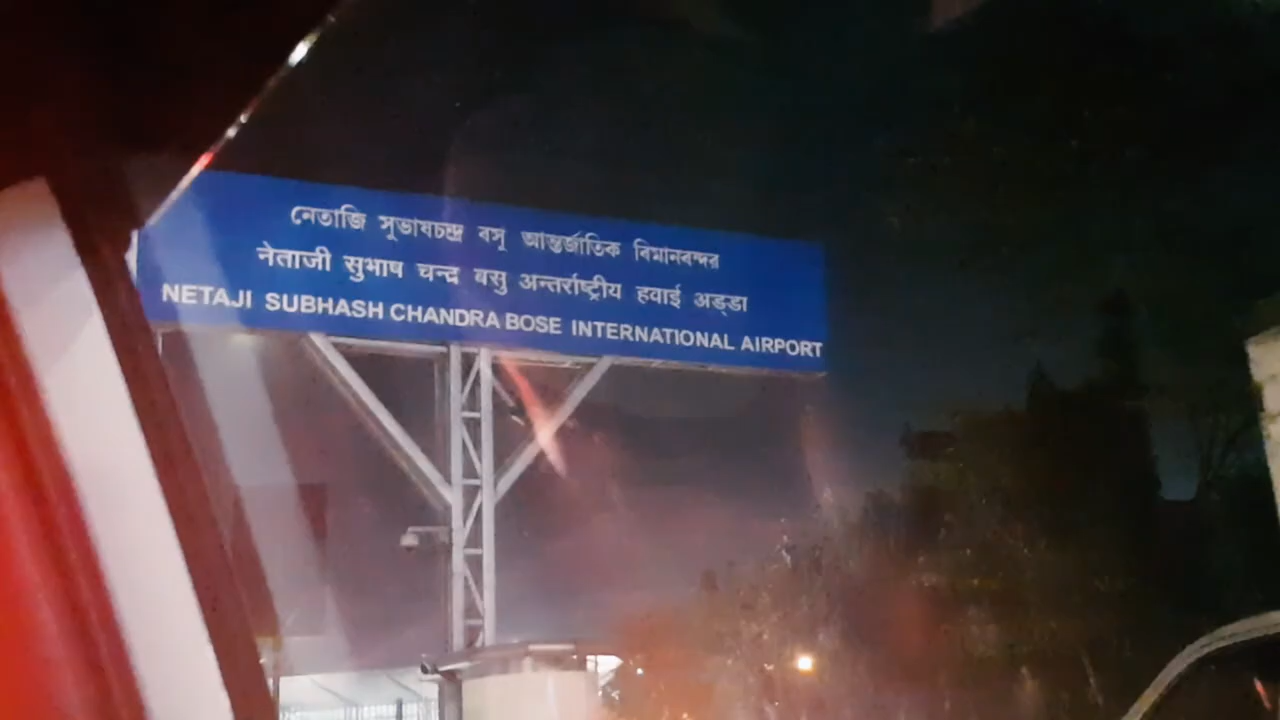 নেতাজি সুভাষচন্দ্র বসু আন্তর্জাতিক বিমানবন্দর
नेताजी सुभाष चन्द्र बसु अन्तर्राष्ट्रीय हवाई अड्डा
NETAJI SUBHASH CHANDRA BOSE INTERNATIONAL AIRPORT